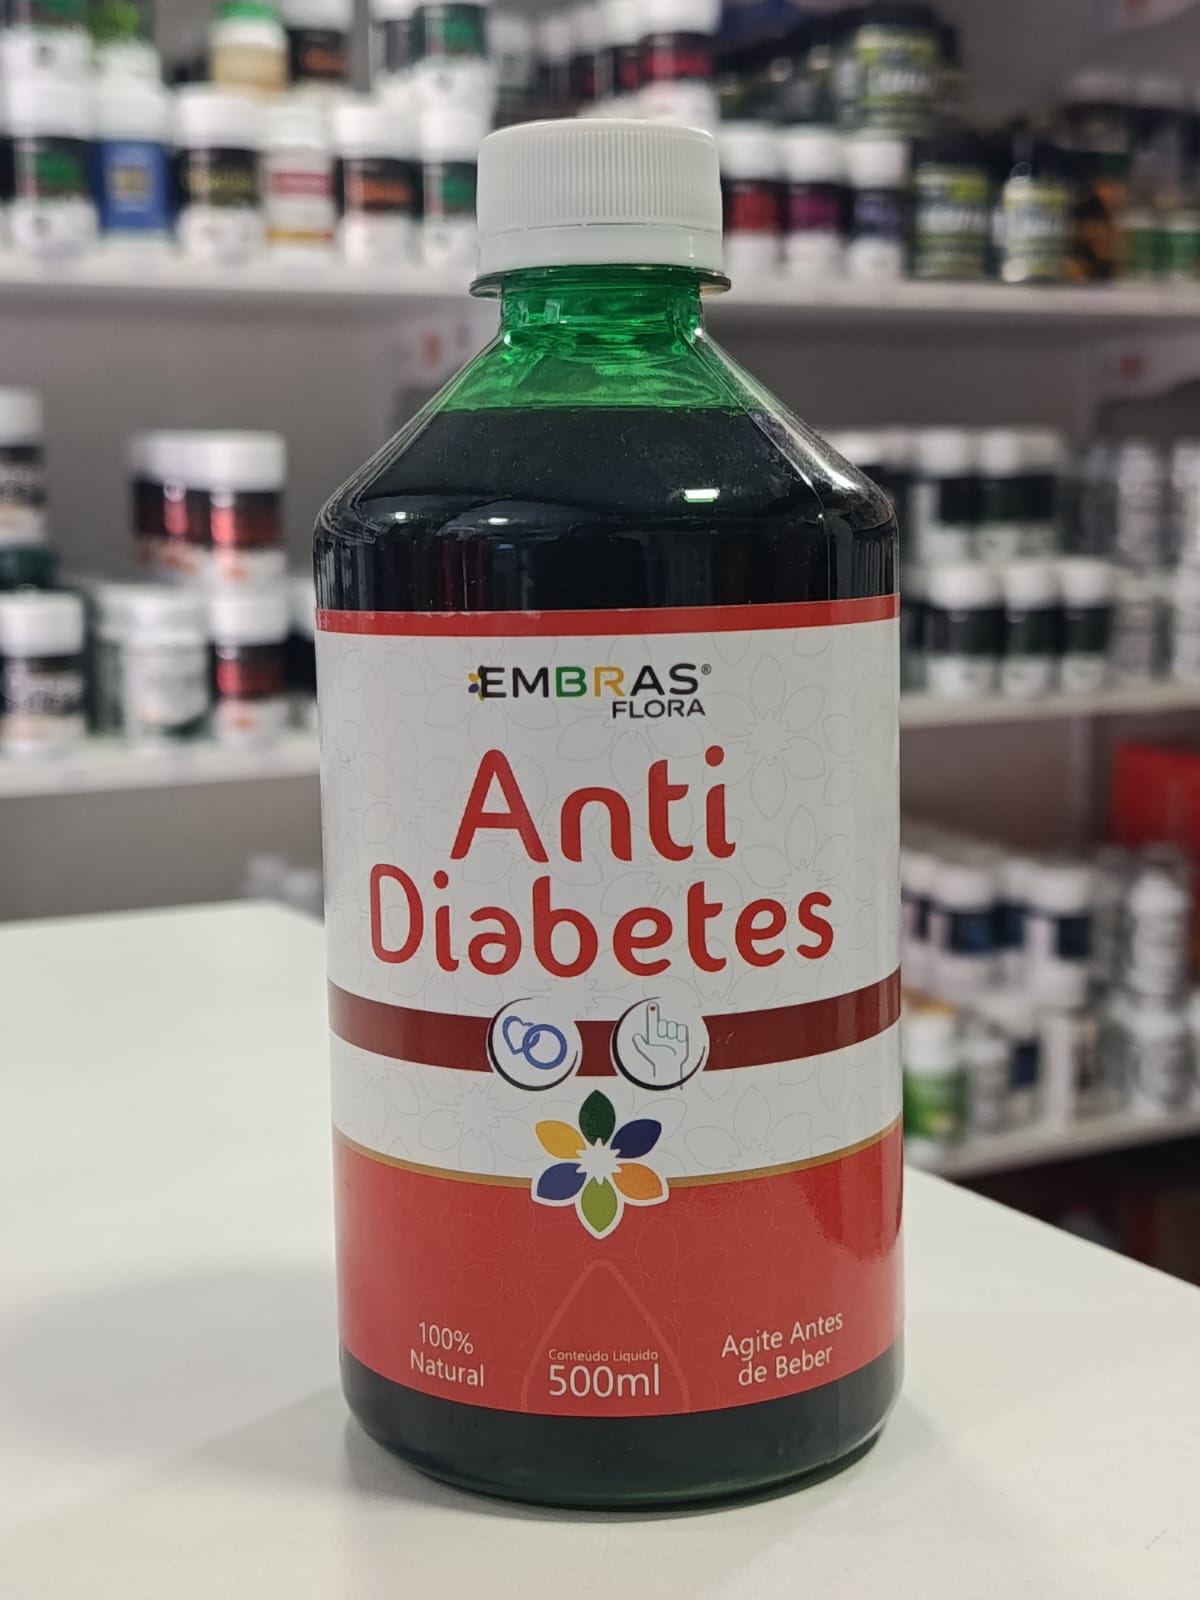 EMBRAS®
FLORA
Anti
Diabetes
100%
Natural
Conteúdo Líquido
500ml
Agite Antes
de Beber